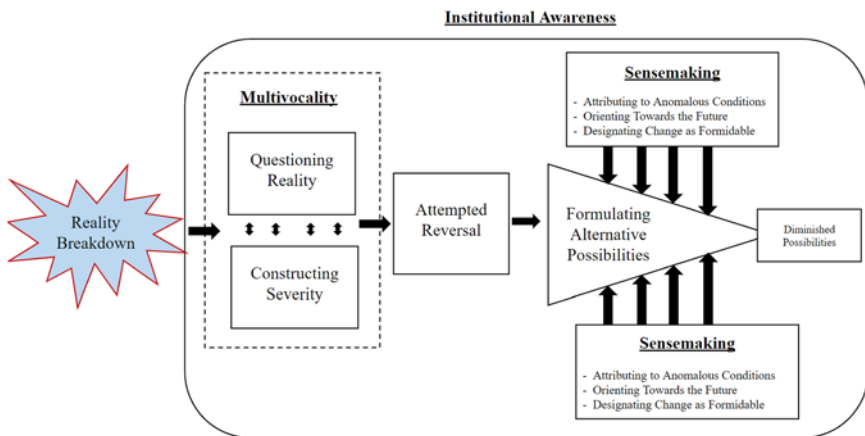 Institutional Awareness
Multivocality
Questioning
Reality
Constructing
Severity
Reality
Breakdown
Attempted
Reversal
Sensemaking
- Attributing to Anomalous Conditions
- Orienting Towards the Future
- Designating Change as Formidable
Formulating
Alternative
Possibilities
Diminished
Possibilities
Sensemaking
- Attributing to Anomalous Conditions
- Orienting Towards the Future
- Designating Change as Formidable